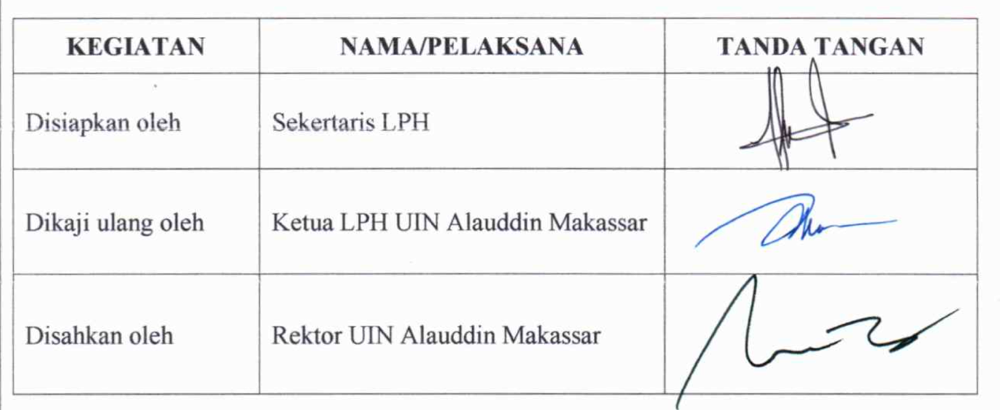 KEGIATAN NAMA/PELAKSANA TANDA TANGAN
Disiapkan oleh Sekertaris LPH
Dikaji ulang oleh Ketua LPH UIN Alauddin Makassar
Disahkan oleh Rektor UIN Alauddin Makassar